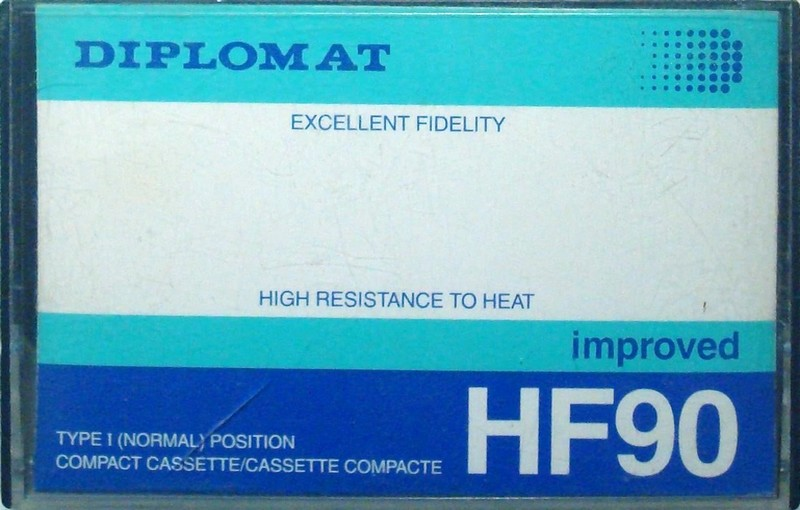 DIPLOMAT
EXCELLENT FIDELITY
HIGH RESISTANCE TO HEAT
improved
HF90
TYPE I (NORMAL) POSITION
COMPACT CASSETTE/CASSETTE COMPACTE